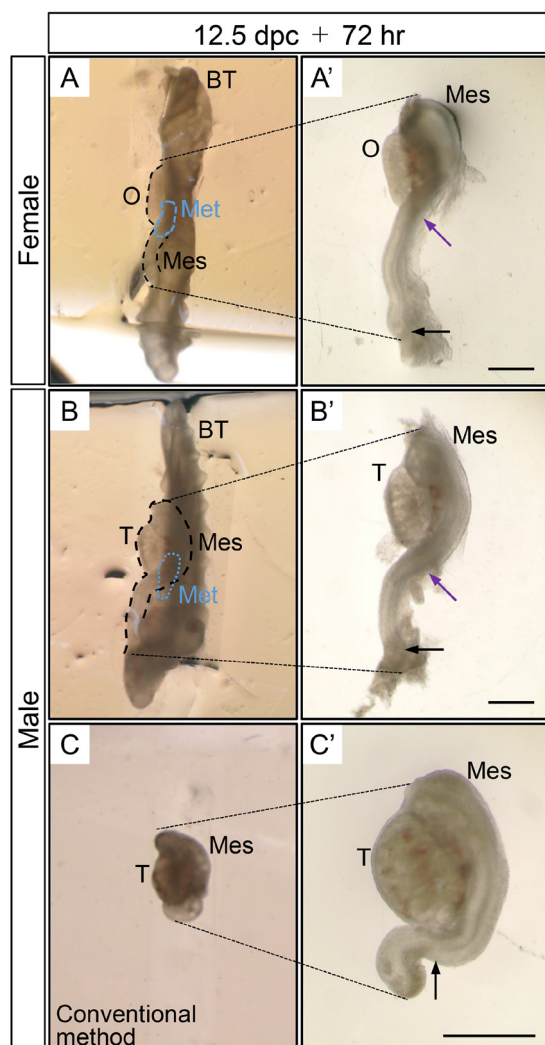 12.5 dpc + 72 hr
Female
A
BT
O
Met
Mes
A'
Mes
O
Male
B
BT
T
Mes
Met
B'
Mes
T
C
Mes
T
Conventional
method
C'
Mes
T